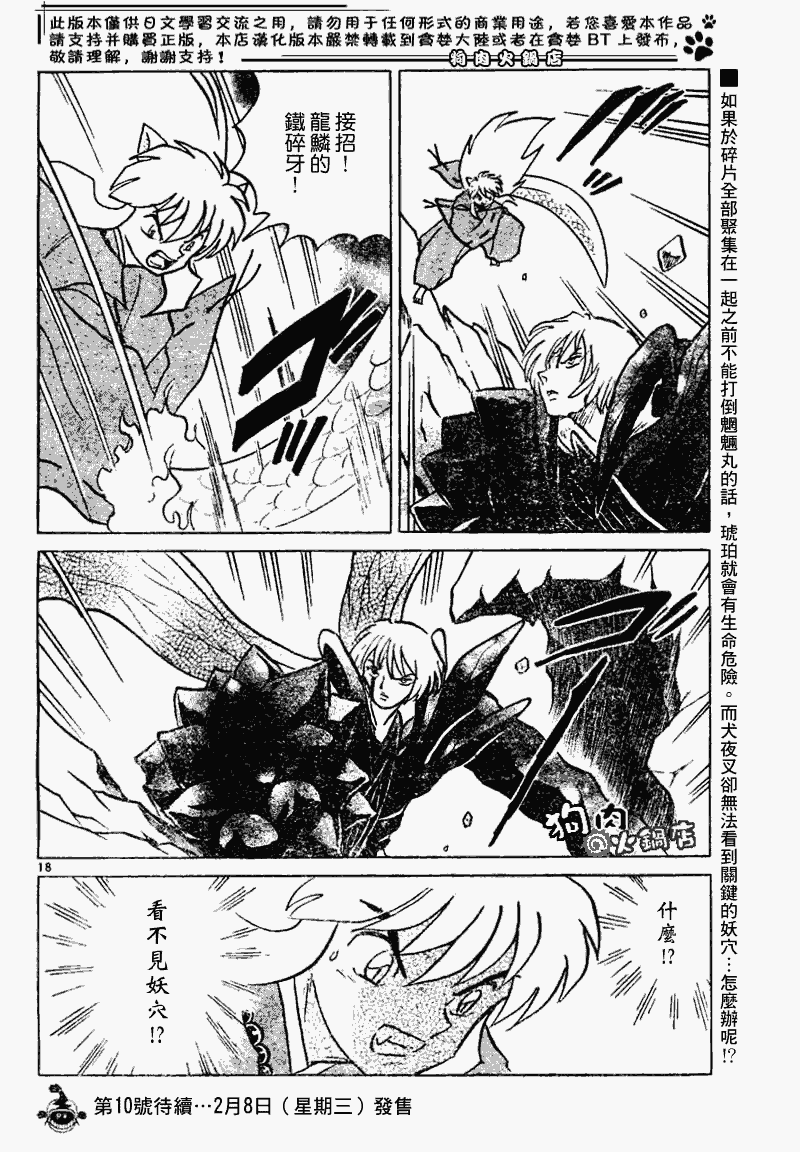 此版本僅供日文學習交流之用，請勿用于任何形式的商業用途，若您喜愛本作品
請支持并購買正版，本店漢化版本嚴禁轉載到貪婪大陸或者在貪婪BT上發布，
敬請理解，謝謝支持！
狗肉火鍋店
■如果於碎片全部聚集在一起之前不能打倒魍魎丸的話，琥珀就會有生命危險。而犬夜叉卻無法看到關鍵的妖穴…怎麼辦呢!?
接招！
龍鱗的
鐵碎牙！
ゴ
ゴッ
狗肉
@火鍋店
18
什麼!?
看不見妖穴!?
第10號待續…2月8日（星期三）發售